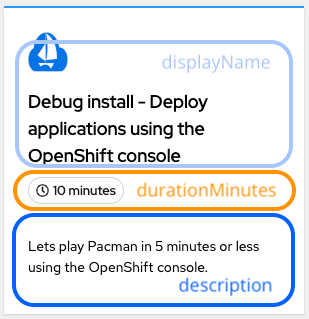 displayName
Debug install - Deploy
applications using the
OpenShift console
10 minutes durationMinutes
Lets play Pacman in 5 minutes or less
using the OpenShift console.
description